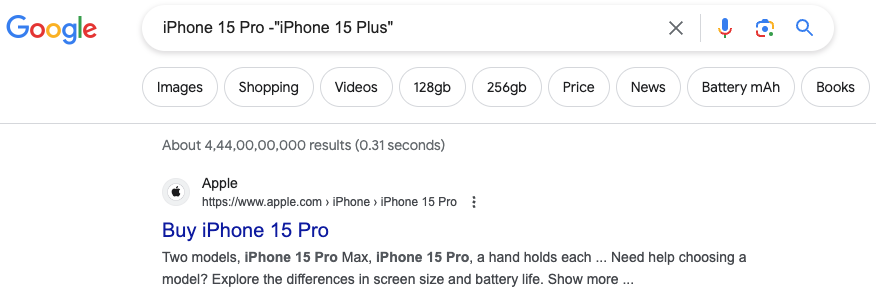 Google
iPhone 15 Pro -"iPhone 15 Plus"
Images Shopping Videos 128gb 256gb Price News Battery mAh Books
About 4,44,00,00,000 results (0.31 seconds)
Apple
https://www.apple.com › iPhone › iPhone 15 Pro
Buy iPhone 15 Pro
Two models, iPhone 15 Pro Max, iPhone 15 Pro, a hand holds each ... Need help choosing a
model? Explore the differences in screen size and battery life. Show more ...